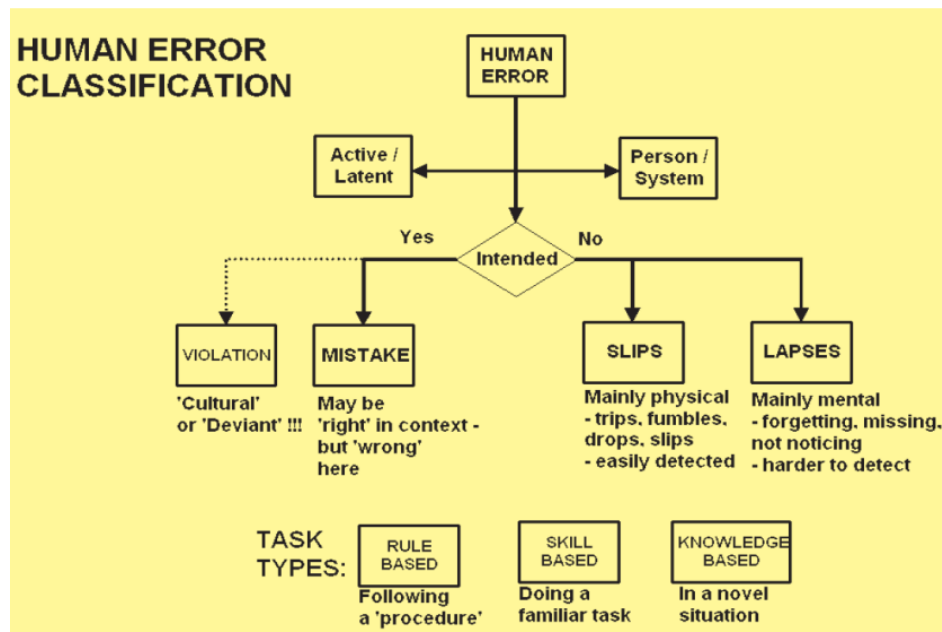 HUMAN ERROR
CLASSIFICATION
HUMAN
ERROR
Active /
Latent
Person /
System
Yes
Intended
No
VIOLATION
MISTAKE
SLIPS
LAPSES
'Cultural'
or 'Deviant' !!!
May be
'right' in context -
but 'wrong'
here
Mainly physical
- trips, fumbles,
drops, slips
- easily detected
Mainly mental
- forgetting, missing,
not noticing
- harder to detect
TASK
TYPES:
RULE
BASED
Following
a 'procedure'
SKILL
BASED
Doing a
familiar task
KNOWLEDGE
BASED
In a novel
situation